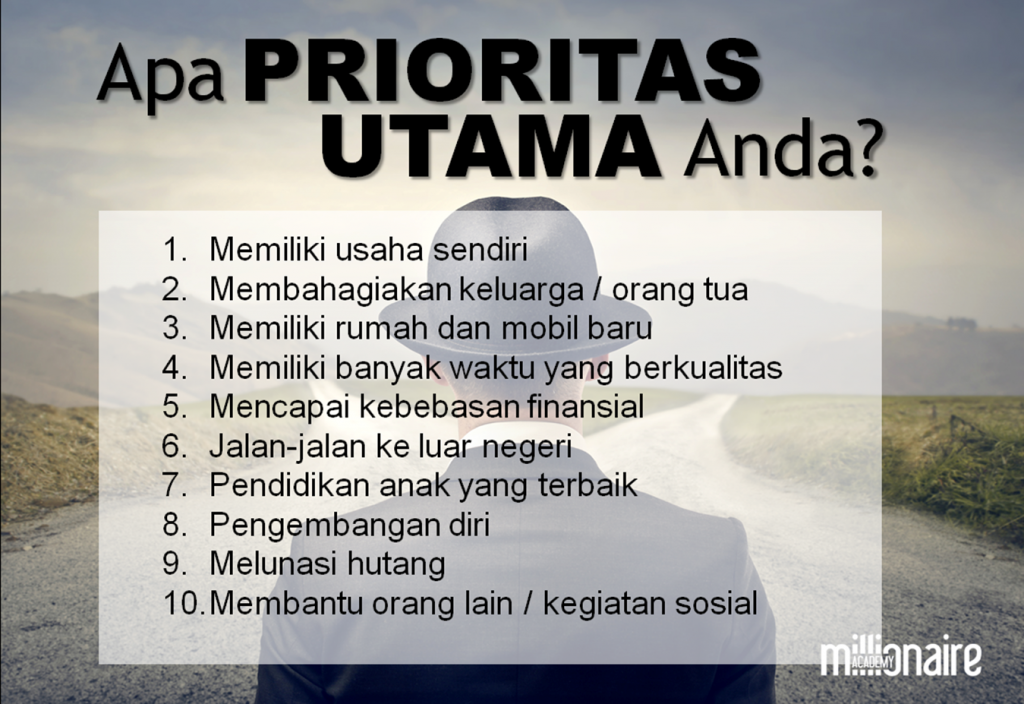 Apa PRIORITAS
UTAMA Anda?
1. Memiliki usaha sendiri
2. Membahagiakan keluarga / orang tua
3. Memiliki rumah dan mobil baru
4. Memiliki banyak waktu yang berkualitas
5. Mencapai kebebasan finansial
6. Jalan-jalan ke luar negeri
7. Pendidikan anak yang terbaik
8. Pengembangan diri
9. Melunasi hutang
10. Membantu orang lain / kegiatan sosial
millionaire
ACADEMY